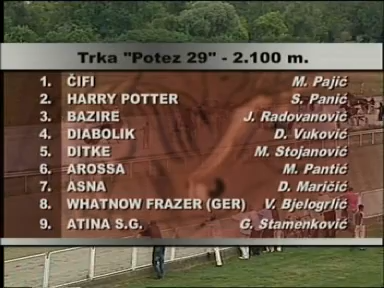 Trka "Potez 29" - 2.100 m.
1. ČIFI M. Pajić
2. HARRY POTTER S. Panić
3. BAZIRE J. Radovanović
4. DIABOLIK D. Vuković
5. DITKE M. Stojanović
6. AROSSA M. Pantić
7. ASNA D. Maričić
8. WHATNOW FRAZER (GER) V. Bjelogrlić
9. ATINA S.G. G. Stamenković